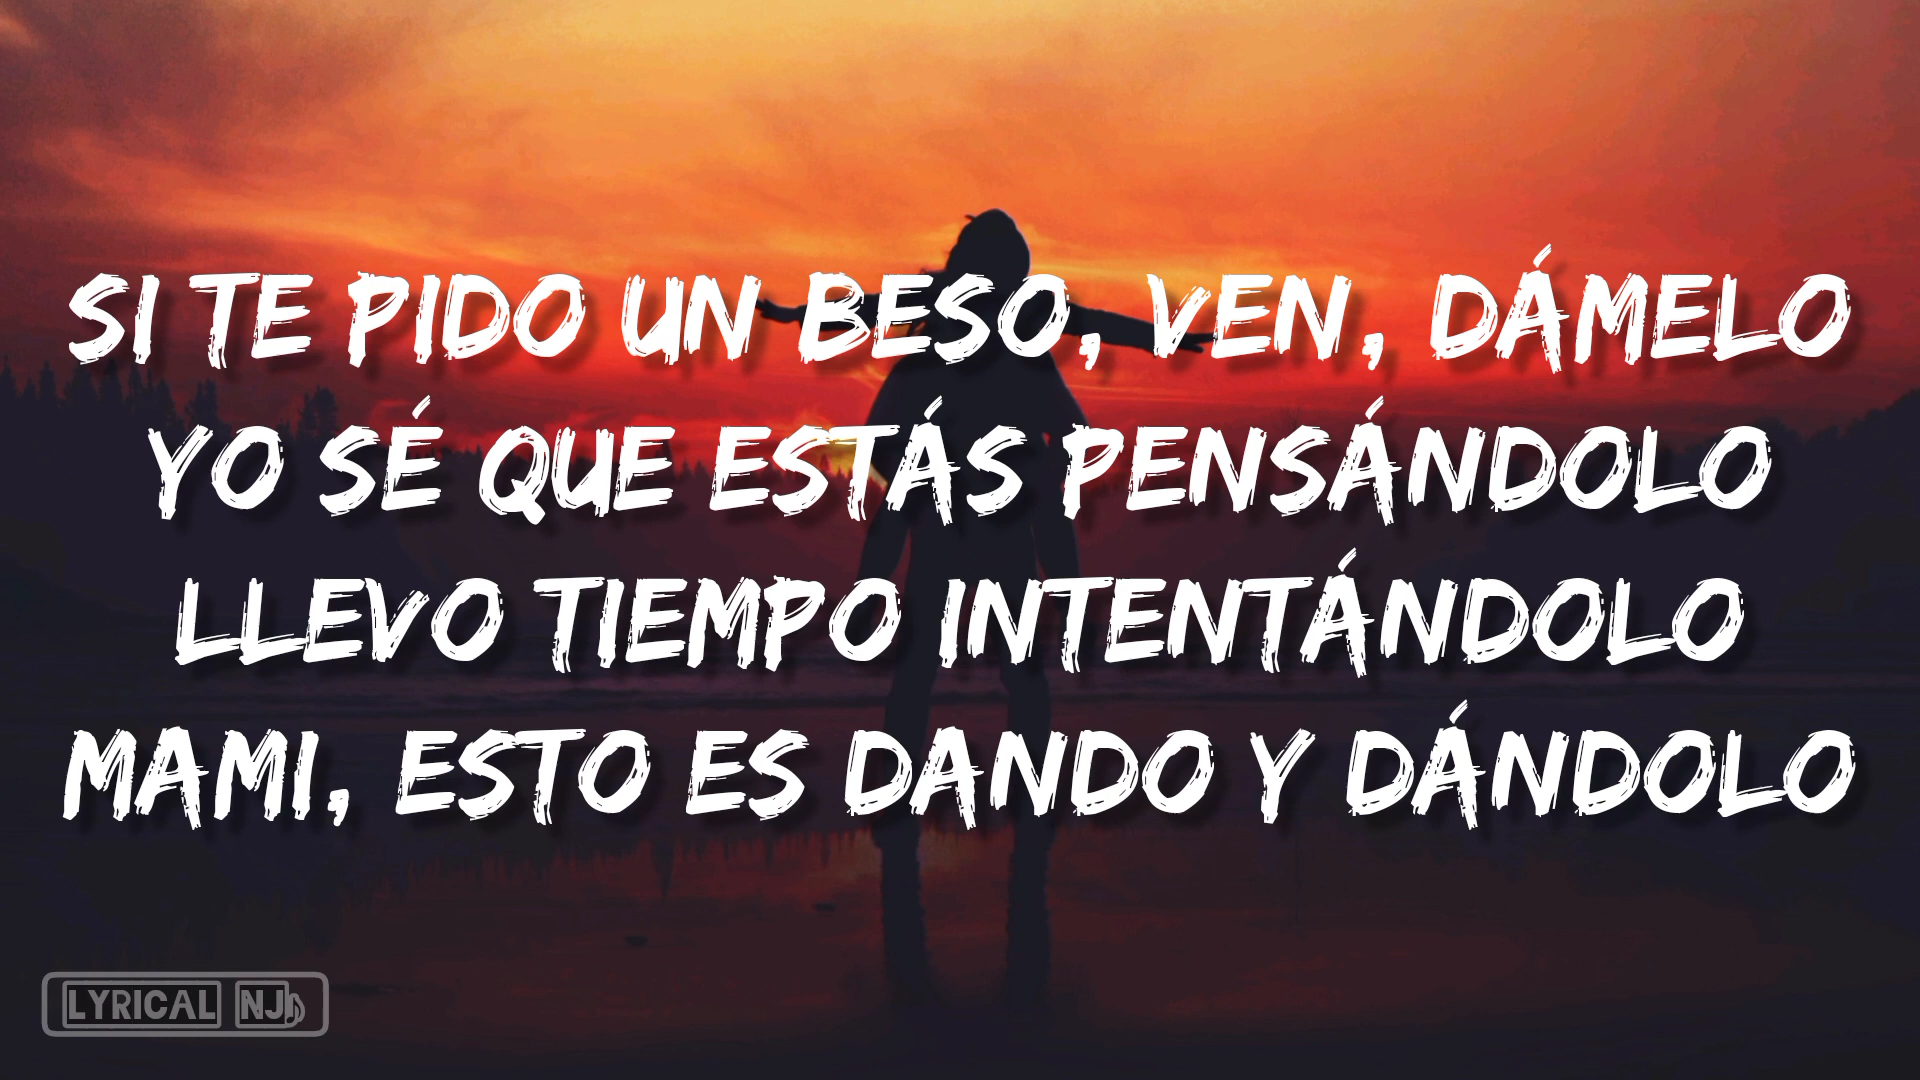 SI TE PIDO UN BESO, VEN, DÁMELO
YO SÉ QUE ESTÁS PENSÁNDOLO
LLEVO TIEMPO INTENTÁNDOLO
MAMI, ESTO ES DANDO Y DÁNDOLO
LYRICAL NJ